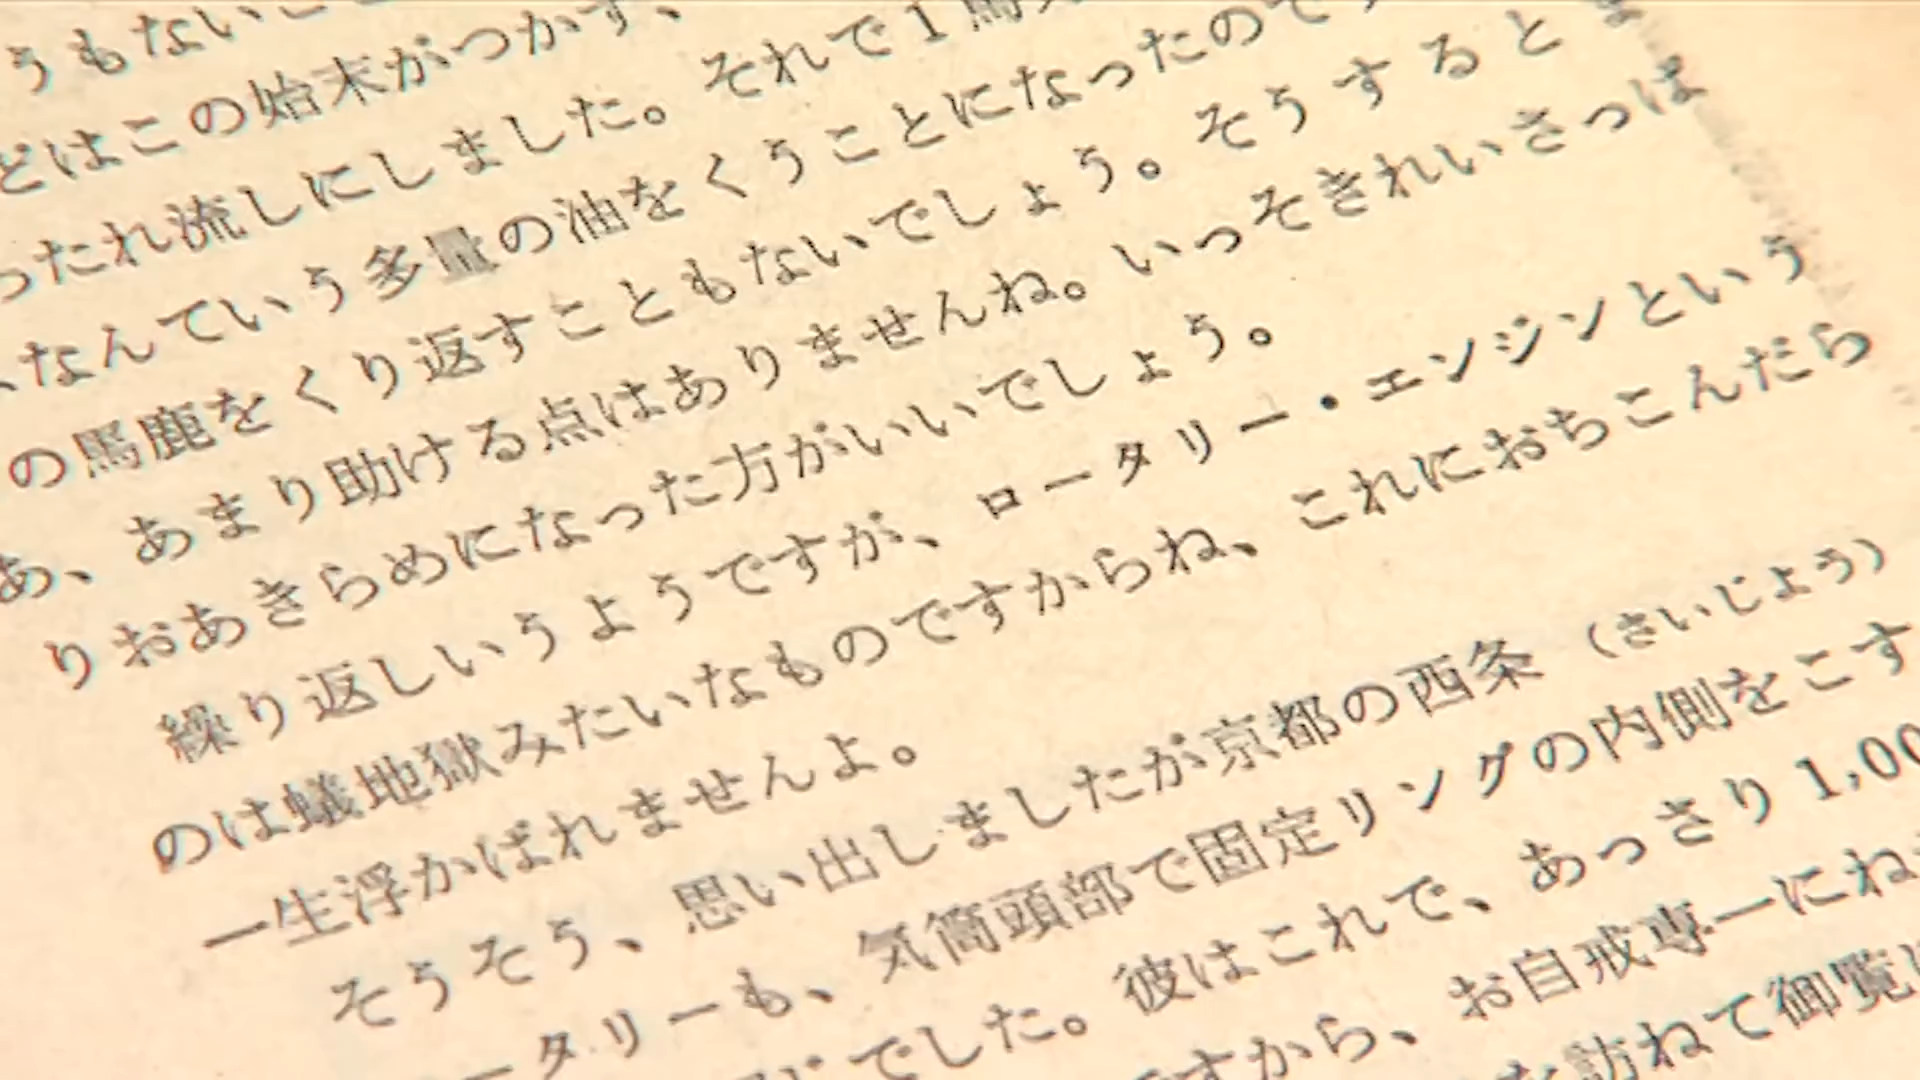 うもないこ
どはこの始末がつかず、
ったれ流しにしました。それで1馬
、なんていう多量の油をくうことになったのです
の馬鹿をくり返すこともないでしょう。そうすると
あ、あまり助ける点はありませんね。いっそきれいさっぱ
りおあきらめになった方がいいでしょう。
繰り返しいうようですが、ロータリー・エンジンという
のは蟻地獄みたいなものですからね、これにおちこんだら
一生浮かばれませんよ。
そうそう、思い出しましたが京都の西条（さいじょう）
ータリーも、気筒頭部で固定リングの内側をこす
でした。彼はこれで、あっさり1,00
ですから、お自戒専一にね
を訪ねて御覧